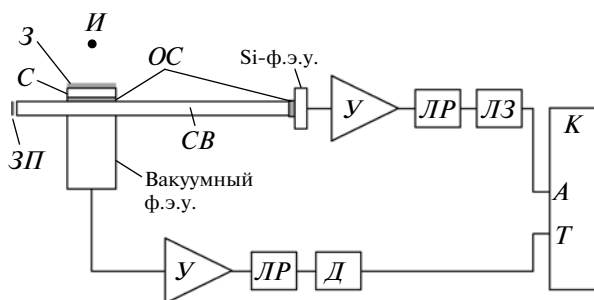 И
З
ОС
Si-ф.э.у.
С
У
ЛР
ЛЗ
К
ЗП
СВ
Вакуумный
ф.э.у.
А
Т
У
ЛР
Д